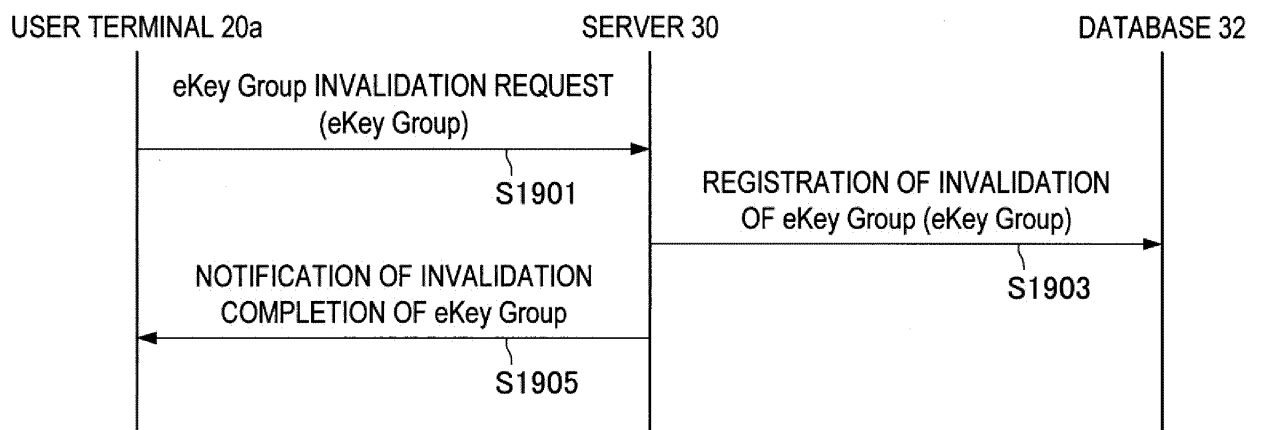 USER TERMINAL 20a
SERVER 30
DATABASE 32
eKey Group INVALIDATION REQUEST
(eKey Group)
S1901
REGISTRATION OF INVALIDATION
OF eKey Group (eKey Group)
S1903
NOTIFICATION OF INVALIDATION
COMPLETION OF eKey Group
S1905